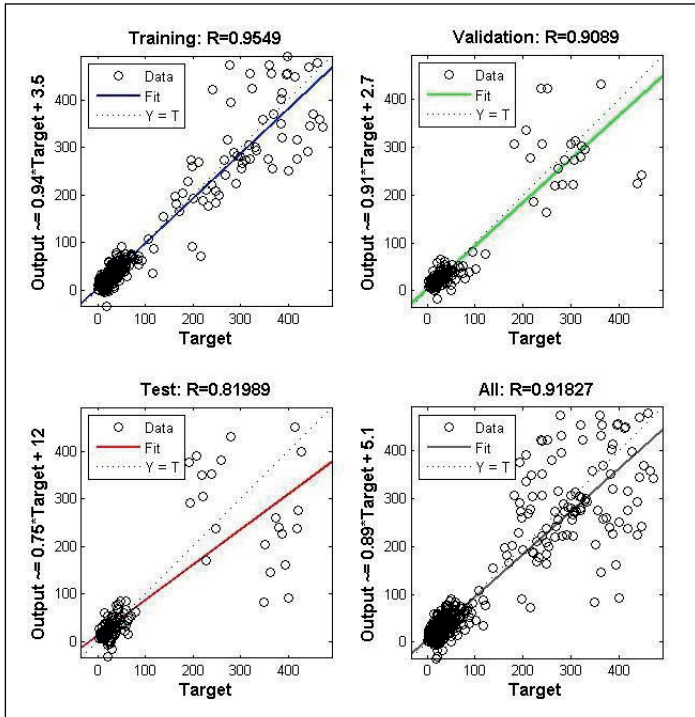 Training: R=0.9549
Output ~= 0.94*Target + 3.5
400
300
200
100
0
Data
Fit
Y = T
0 100 200 300 400
Target
Validation: R=0.9089
Output ~= 0.91*Target + 2.7
400
300
200
100
0
Data
Fit
Y = T
0 100 200 300 400
Target
Test: R=0.81989
Output ~= 0.75*Target + 12
400
300
200
100
0
Data
Fit
Y = T
0 100 200 300 400
Target
All: R=0.91827
Output ~= 0.89*Target + 5.1
400
300
200
100
0
Data
Fit
Y = T
0 100 200 300 400
Target